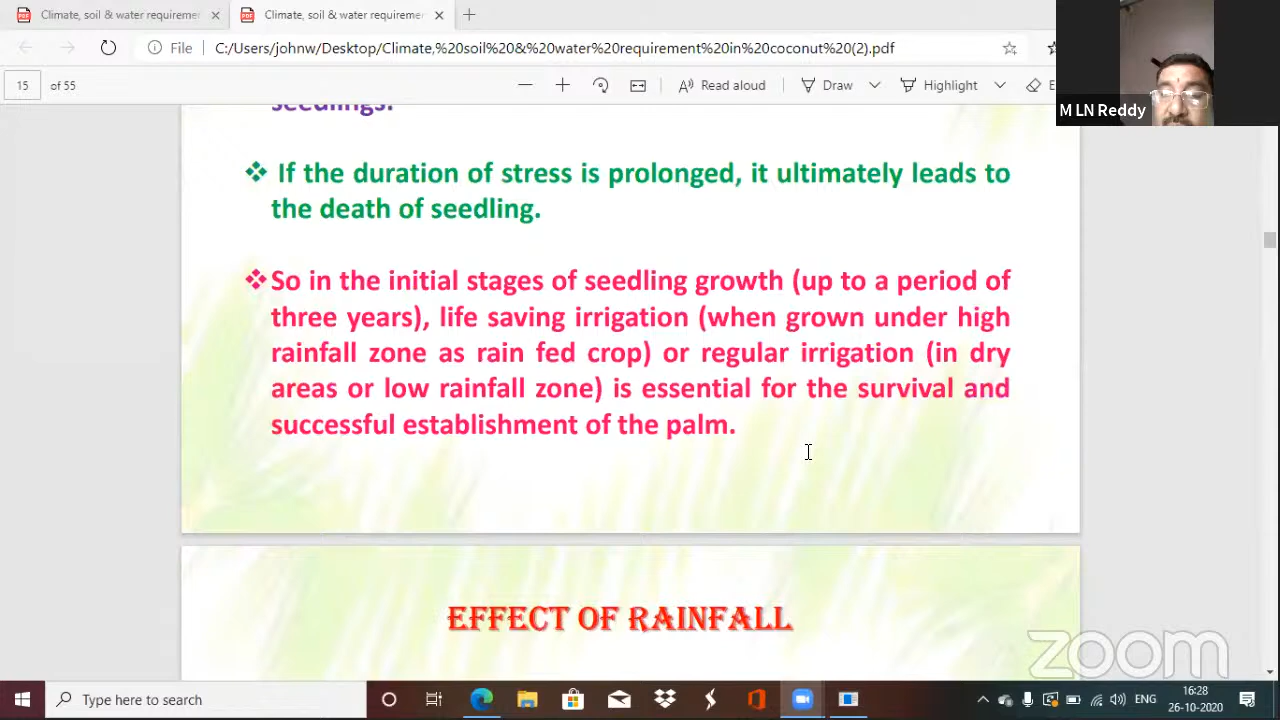 Climate, soil & water requiremen
Climate, soil & water requiremen
File
C:/Users/johnw/Desktop/Climate,%20soil%20&%20water%20requirement%20in%20coconut%20(2).pdf
15 of 55
Read aloud
Draw
Highlight
M LN Reddy
seedlings.
If the duration of stress is prolonged, it ultimately leads to
the death of seedling.
So in the initial stages of seedling growth (up to a period of
three years), life saving irrigation (when grown under high
rainfall zone as rain fed crop) or regular irrigation (in dry
areas or low rainfall zone) is essential for the survival and
successful establishment of the palm.
EFFECT OF RAINFALL
zoom
Type here to search
ENG
16:28
26-10-2020